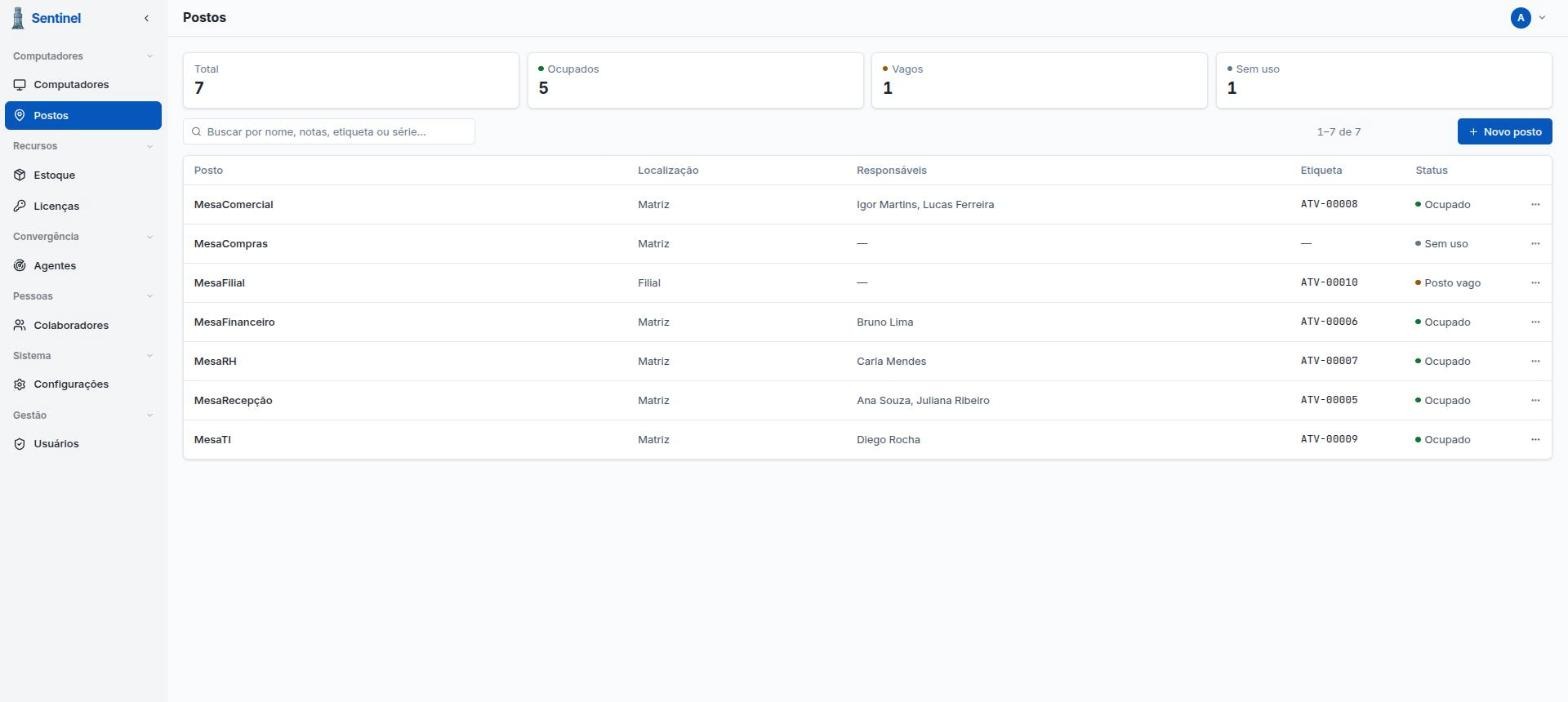 Sentinel
Postos
A
Computadores
Computadores
Postos
Recursos
Estoque
Licenças
Convergência
Agentes
Pessoas
Colaboradores
Sistema
Configurações
Gestão
Usuários
Total
7
Ocupados
5
Vagos
1
Sem uso
1
Buscar por nome, notas, etiqueta ou série...
1–7 de 7
+ Novo posto
Posto Localização Responsáveis Etiqueta Status
MesaComercial Matriz Igor Martins, Lucas Ferreira ATV-00008 Ocupado ...
MesaCompras Matriz — — Sem uso ...
MesaFilial Filial — ATV-00010 Posto vago ...
MesaFinanceiro Matriz Bruno Lima ATV-00006 Ocupado ...
MesaRH Matriz Carla Mendes ATV-00007 Ocupado ...
MesaRecepção Matriz Ana Souza, Juliana Ribeiro ATV-00005 Ocupado ...
MesaTI Matriz Diego Rocha ATV-00009 Ocupado ...